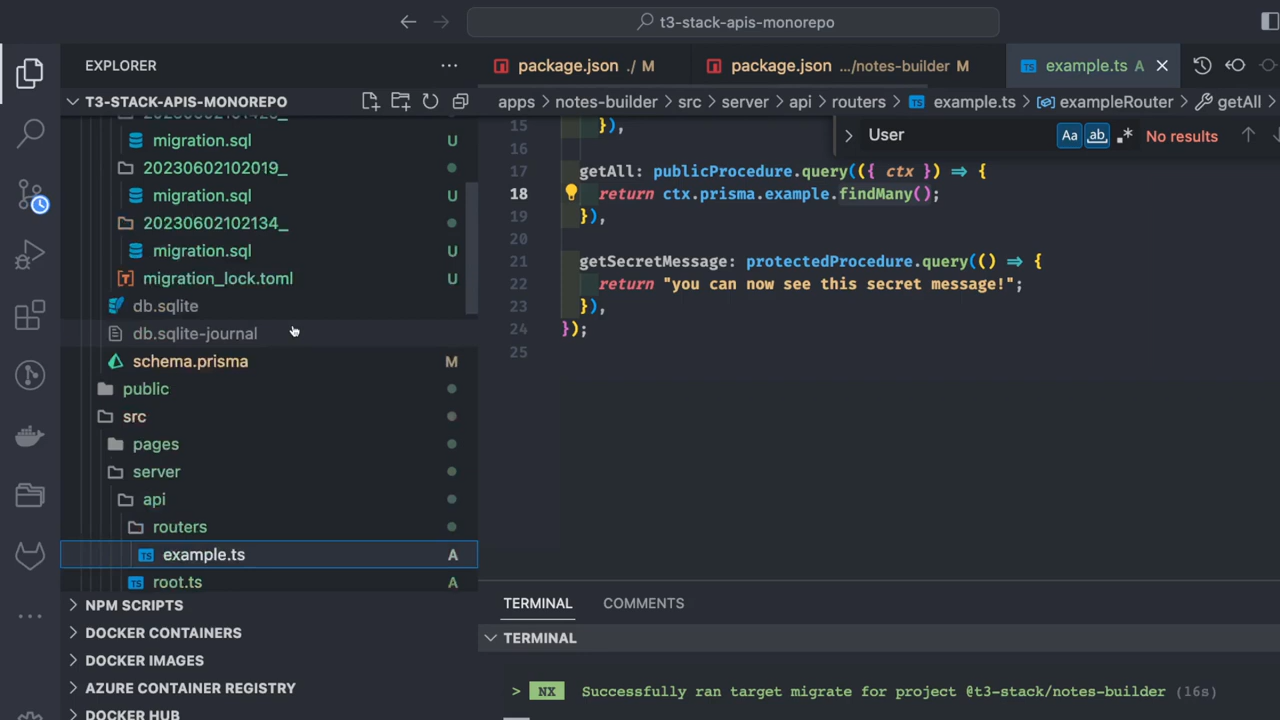 t3-stack-apis-monorepo
EXPLORER
package.json ./ M
package.json .../notes-builder M
example.ts A
T3-STACK-APIS-MONOREPO
apps > notes-builder > src > server > api > routers > example.ts > exampleRouter > getAll
migration.sql U
20230602102019_
migration.sql U
20230602102134_
migration.sql U
migration_lock.toml U
db.sqlite
db.sqlite-journal
schema.prisma M
public
src
pages
server
api
routers
example.ts A
root.ts A
NPM SCRIPTS
DOCKER CONTAINERS
DOCKER IMAGES
AZURE CONTAINER REGISTRY
DOCKER HUB
User Aa ab .* No results
15 }),
16
17 getAll: publicProcedure.query(({ ctx }) => {
18 return ctx.prisma.example.findMany();
19 }),
20
21 getSecretMessage: protectedProcedure.query(() => {
22 return "you can now see this secret message!";
23 }),
24 });
25
TERMINAL COMMENTS
TERMINAL
> NX Successfully ran target migrate for project @t3-stack/notes-builder (16s)